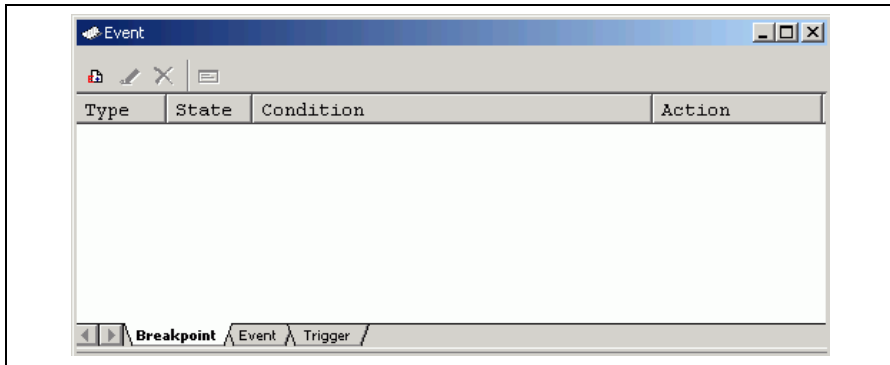 Event
Type State Condition Action
Breakpoint Event Trigger